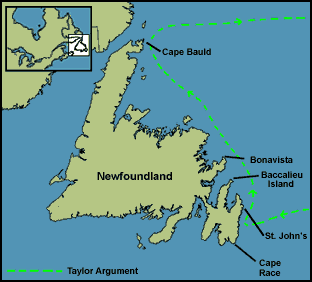 Cape Bauld
Bonavista
Baccalieu
Island
Newfoundland
St. John's
Cape
Race
Taylor Argument